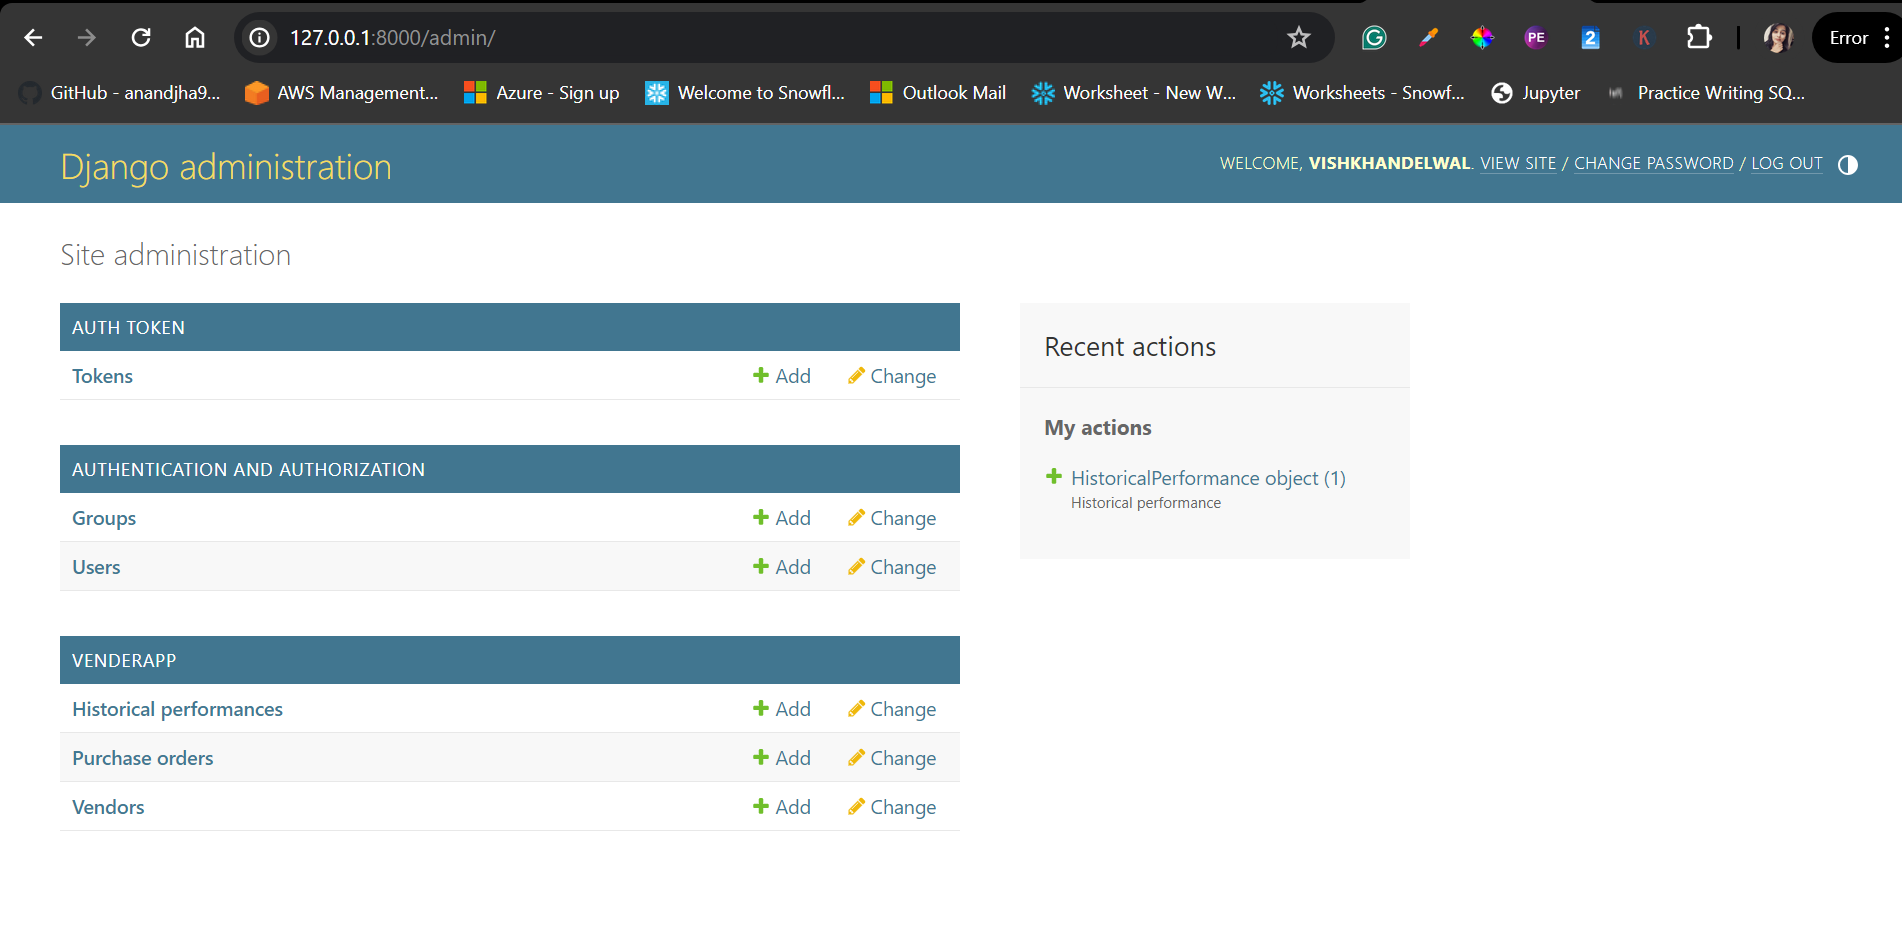 127.0.0.1:8000/admin/
PE
2
K
Error
GitHub - anandjha9...
AWS Management...
Azure - Sign up
Welcome to Snowfl...
Outlook Mail
Worksheet - New W...
Worksheets - Snowf...
Jupyter
Practice Writing SQ...
Django administration
WELCOME, VISHKHANDELWAL. VIEW SITE / CHANGE PASSWORD / LOG OUT
Site administration
AUTH TOKEN
Tokens Add Change
AUTHENTICATION AND AUTHORIZATION
Groups Add Change
Users Add Change
VENDERAPP
Historical performances Add Change
Purchase orders Add Change
Vendors Add Change
Recent actions
My actions
HistoricalPerformance object (1)
Historical performance